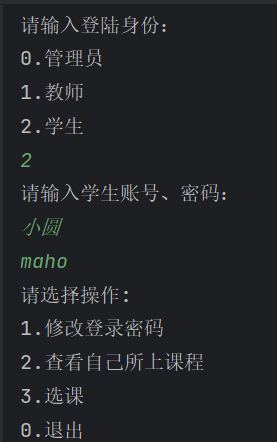 请输入登陆身份：
0.管理员
1.教师
2.学生
2
请输入学生账号、密码：
小圆
maho
请选择操作：
1.修改登录密码
2.查看自己所上课程
3.选课
0.退出